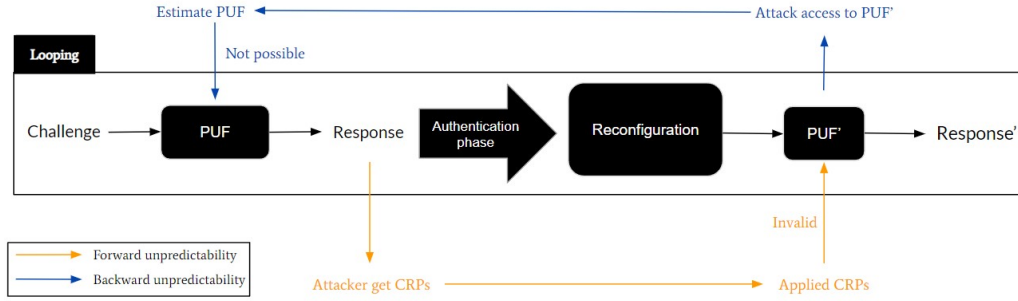 Estimate PUF
Attack access to PUF'
Not possible
Looping
Challenge
PUF
Response
Authentication
phase
Reconfiguration
PUF'
Response'
Invalid
Forward unpredictability
Backward unpredictability
Attacker get CRPs
Applied CRPs